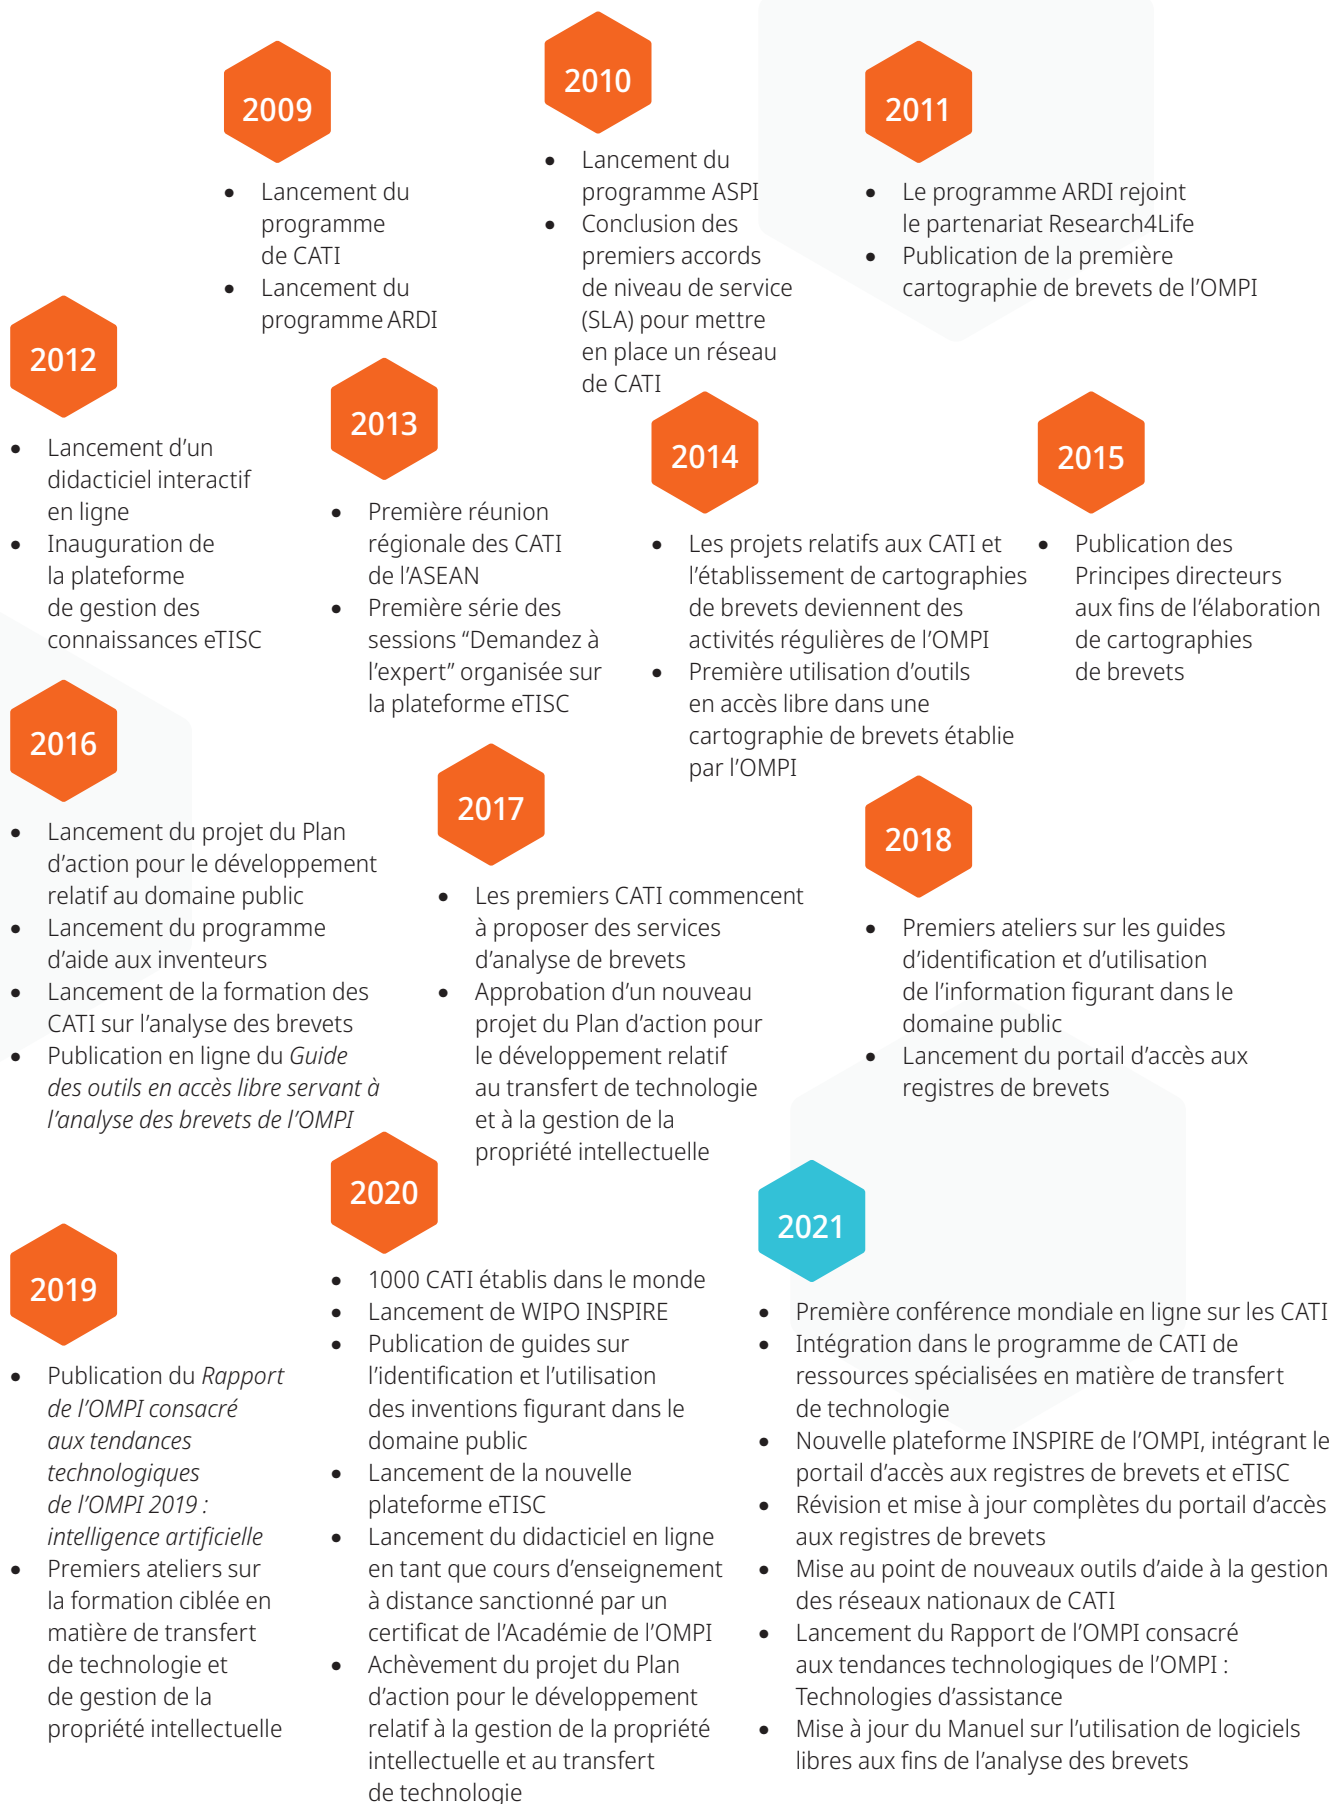 2009
• Lancement du
programme
de CATI
• Lancement du
programme ARDI
2010
• Lancement du
programme ASPI
• Conclusion des
premiers accords
de niveau de service
(SLA) pour mettre
en place un réseau
de CATI
2011
• Le programme ARDI rejoint
le partenariat Research4Life
• Publication de la première
cartographie de brevets de l’OMPI
2012
• Lancement d’un
didacticiel interactif
en ligne
• Inauguration de
la plateforme
de gestion des
connaissances eTISC
2013
• Première réunion
régionale des CATI
de l’ASEAN
• Première série des
sessions “Demandez à
l’expert” organisée sur
la plateforme eTISC
2014
• Les projets relatifs aux CATI et
l’établissement de cartographies
de brevets deviennent des
activités régulières de l’OMPI
• Première utilisation d’outils
en accès libre dans une
cartographie de brevets établie
par l’OMPI
2015
• Publication des
Principes directeurs
aux fins de l’élaboration
de cartographies
de brevets
2016
• Lancement du projet du Plan
d’action pour le développement
relatif au domaine public
• Lancement du programme
d’aide aux inventeurs
• Lancement de la formation des
CATI sur l’analyse des brevets
• Publication en ligne du Guide
des outils en accès libre servant à
l’analyse des brevets de l’OMPI
2017
• Les premiers CATI commencent
à proposer des services
d’analyse de brevets
• Approbation d’un nouveau
projet du Plan d’action pour
le développement relatif
au transfert de technologie
et à la gestion de la
propriété intellectuelle
2018
• Premiers ateliers sur les guides
d’identification et d’utilisation
de l’information figurant dans le
domaine public
• Lancement du portail d’accès aux
registres de brevets
2019
• Publication du Rapport
de l’OMPI consacré
aux tendances
technologiques
de l’OMPI 2019 :
intelligence artificielle
• Premiers ateliers sur
la formation ciblée en
matière de transfert
de technologie et
de gestion de la
propriété intellectuelle
2020
• 1000 CATI établis dans le monde
• Lancement de WIPO INSPIRE
• Publication de guides sur
l’identification et l’utilisation
des inventions figurant dans le
domaine public
• Lancement de la nouvelle
plateforme eTISC
• Lancement du didacticiel en ligne
en tant que cours d’enseignement
à distance sanctionné par un
certificat de l’Académie de l’OMPI
• Achèvement du projet du Plan
d’action pour le développement
relatif à la gestion de la propriété
intellectuelle et au transfert
de technologie
2021
• Première conférence mondiale en ligne sur les CATI
• Intégration dans le programme de CATI de
ressources spécialisées en matière de transfert
de technologie
• Nouvelle plateforme INSPIRE de l’OMPI, intégrant le
portail d’accès aux registres de brevets et eTISC
• Révision et mise à jour complètes du portail d’accès
aux registres de brevets
• Mise au point de nouveaux outils d’aide à la gestion
des réseaux nationaux de CATI
• Lancement du Rapport de l’OMPI consacré
aux tendances technologiques de l’OMPI :
Technologies d’assistance
• Mise à jour du Manuel sur l’utilisation de logiciels
libres aux fins de l’analyse des brevets